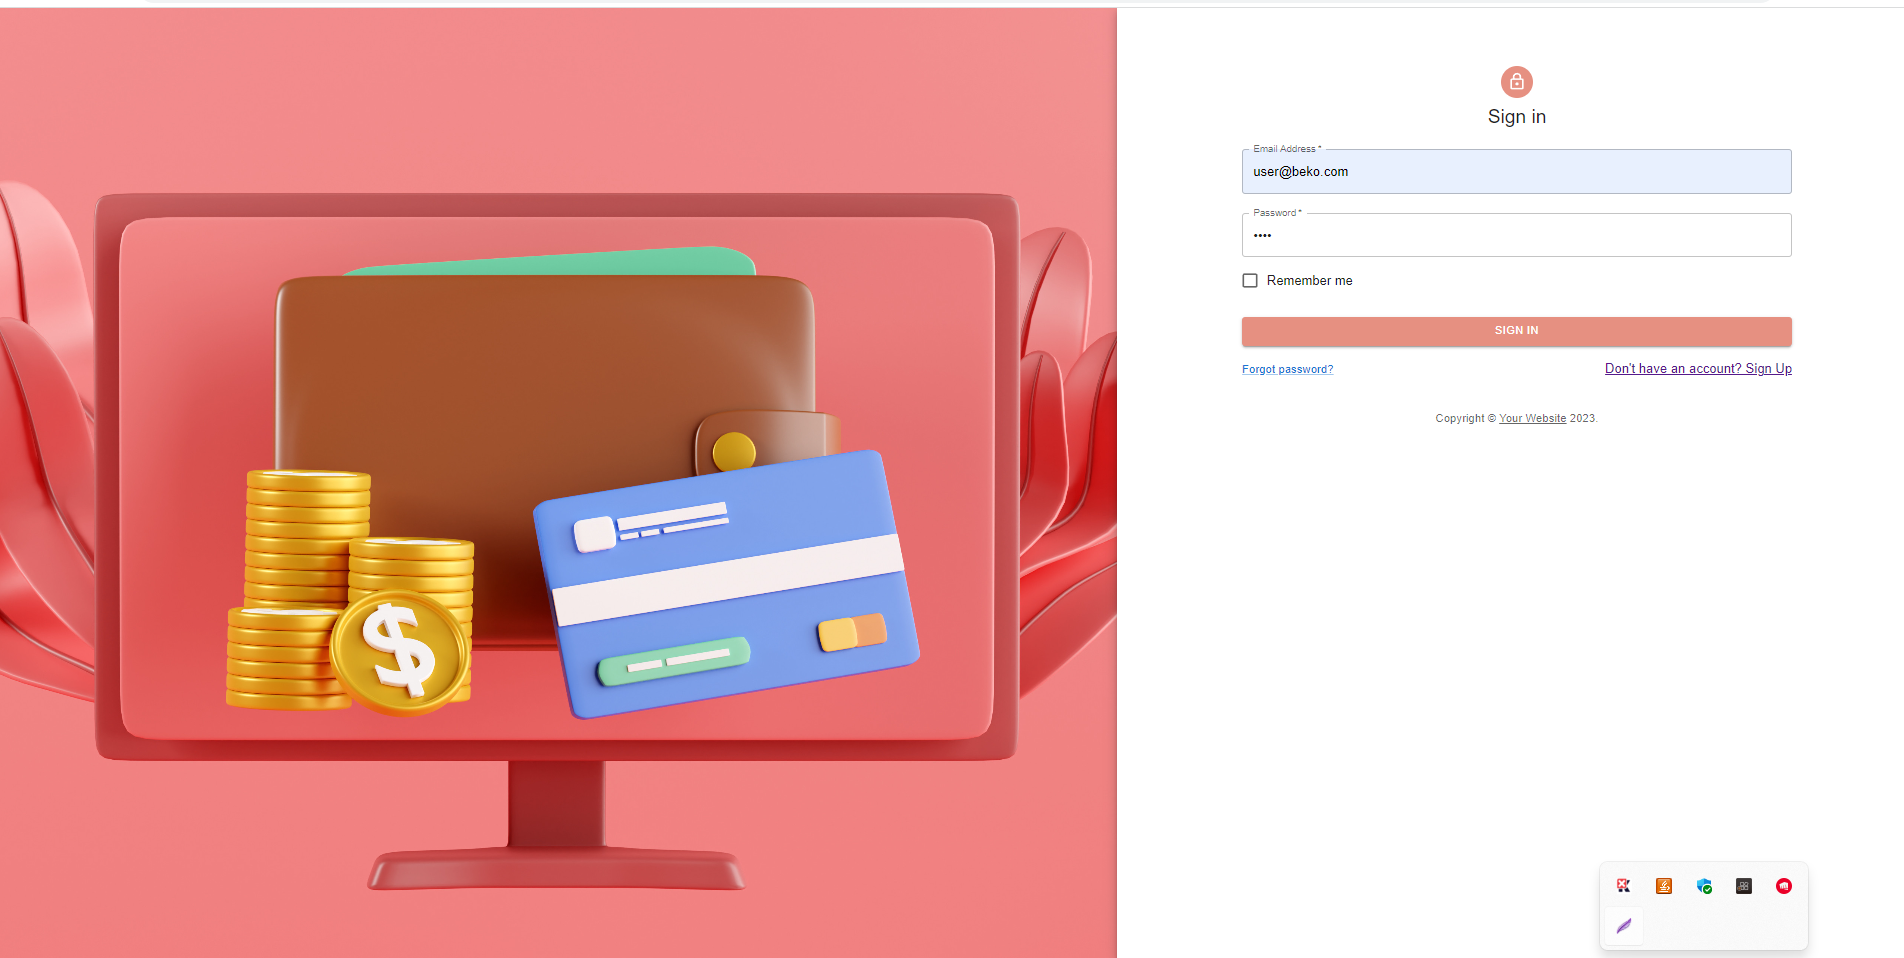 Sign in
Email Address *
user@beko.com
Password *
••••
Remember me
SIGN IN
Forgot password?
Don't have an account? Sign Up
Copyright © Your Website 2023.
$